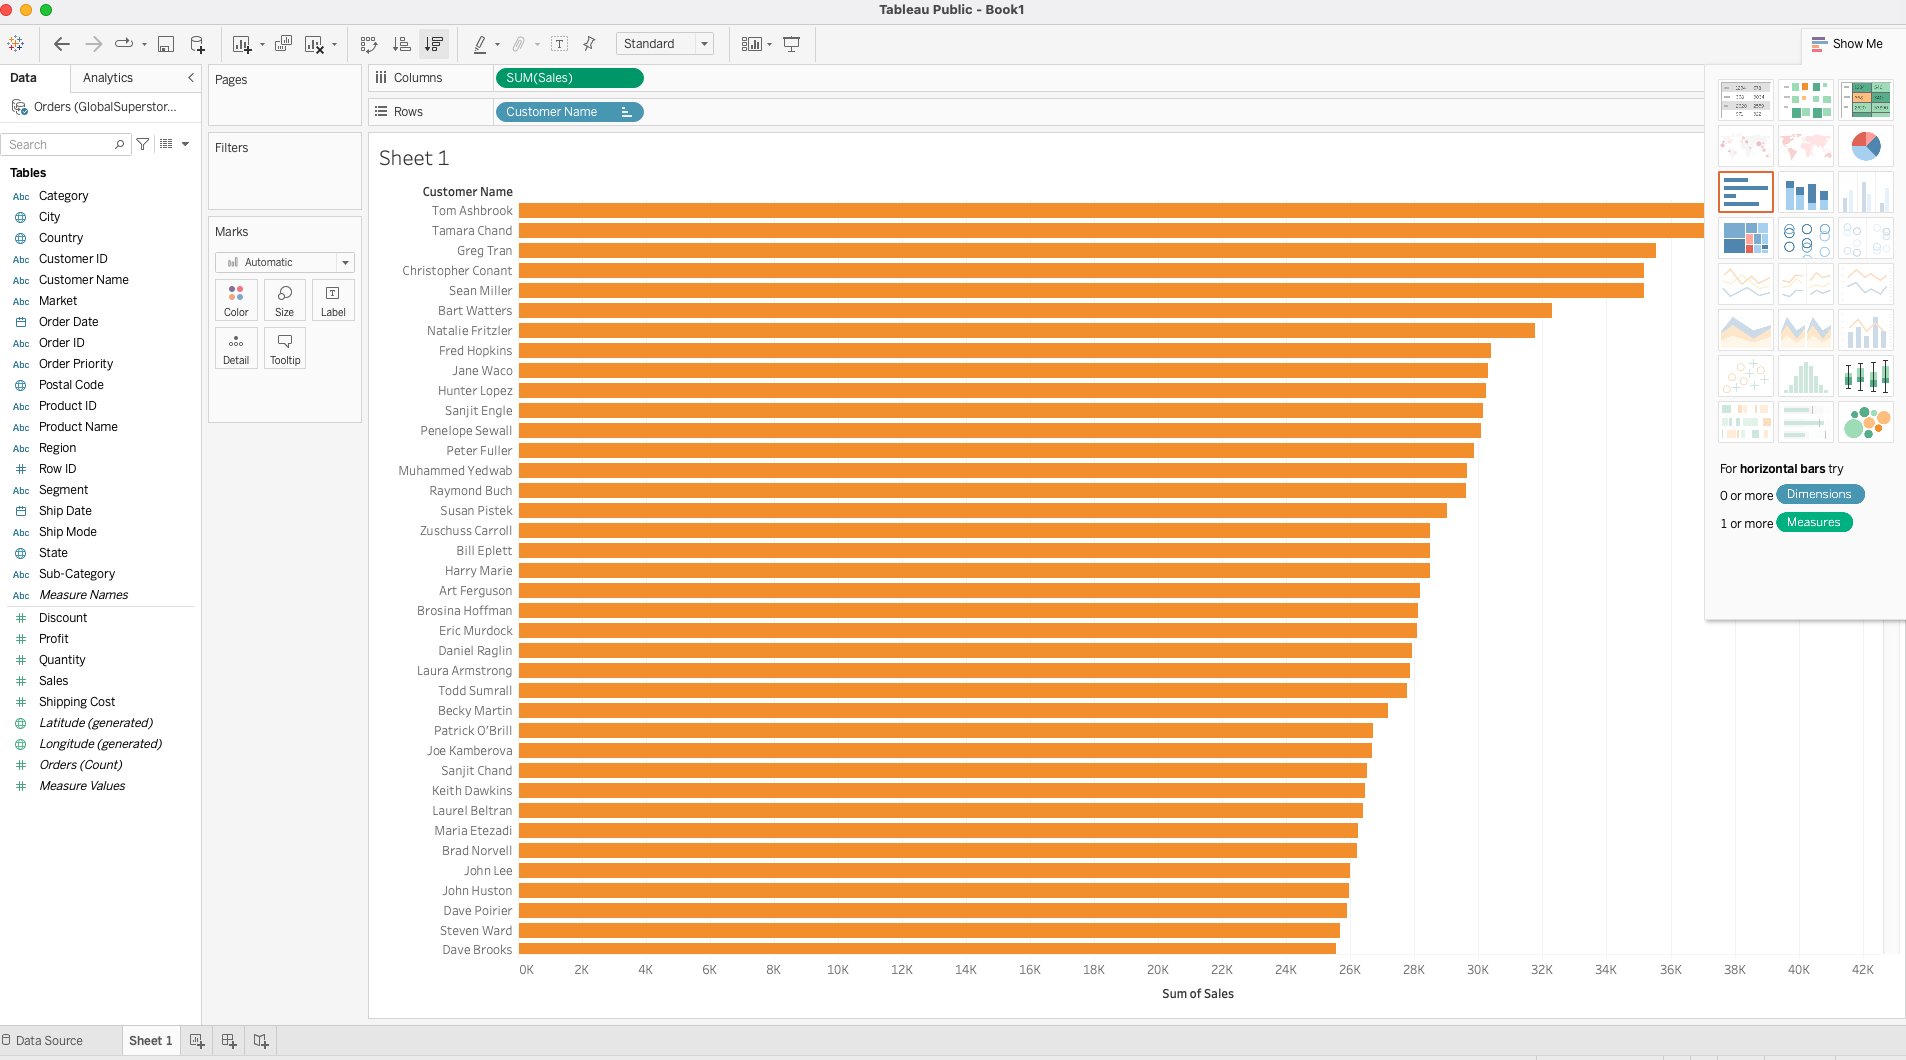 Tableau Public - Book1
Standard
Show Me
Data
Analytics
Pages
Columns
SUM(Sales)
Orders (GlobalSuperstor...
Rows
Customer Name
Search
Filters
Sheet 1
Tables
Category
City
Country
Customer ID
Customer Name
Market
Order Date
Order ID
Order Priority
Postal Code
Product ID
Product Name
Region
Row ID
Segment
Ship Date
Ship Mode
State
Sub-Category
Measure Names
Discount
Profit
Quantity
Sales
Shipping Cost
Latitude (generated)
Longitude (generated)
Orders (Count)
Measure Values
Abc
Abc
Abc
Abc
Abc
Abc
Abc
Abc
Abc
Abc
Abc
Abc
Abc
Marks
Automatic
Color
Size
Label
Detail
Tooltip
Customer Name
Tom Ashbrook
Tamara Chand
Greg Tran
Christopher Conant
Sean Miller
Bart Watters
Natalie Fritzler
Fred Hopkins
Jane Waco
Hunter Lopez
Sanjit Engle
Penelope Sewall
Peter Fuller
Muhammed Yedwab
Raymond Buch
Susan Pistek
Zuschuss Carroll
Bill Eplett
Harry Marie
Art Ferguson
Brosina Hoffman
Eric Murdock
Daniel Raglin
Laura Armstrong
Todd Sumrall
Becky Martin
Patrick O'Brill
Joe Kamberova
Sanjit Chand
Keith Dawkins
Laurel Beltran
Maria Etezadi
Brad Norvell
John Lee
John Huston
Dave Poirier
Steven Ward
Dave Brooks
0K 2K 4K 6K 8K 10K 12K 14K 16K 18K 20K 22K 24K 26K 28K 30K 32K 34K 36K 38K 40K 42K
Sum of Sales
For horizontal bars try
0 or more Dimensions
1 or more Measures
Data Source
Sheet 1